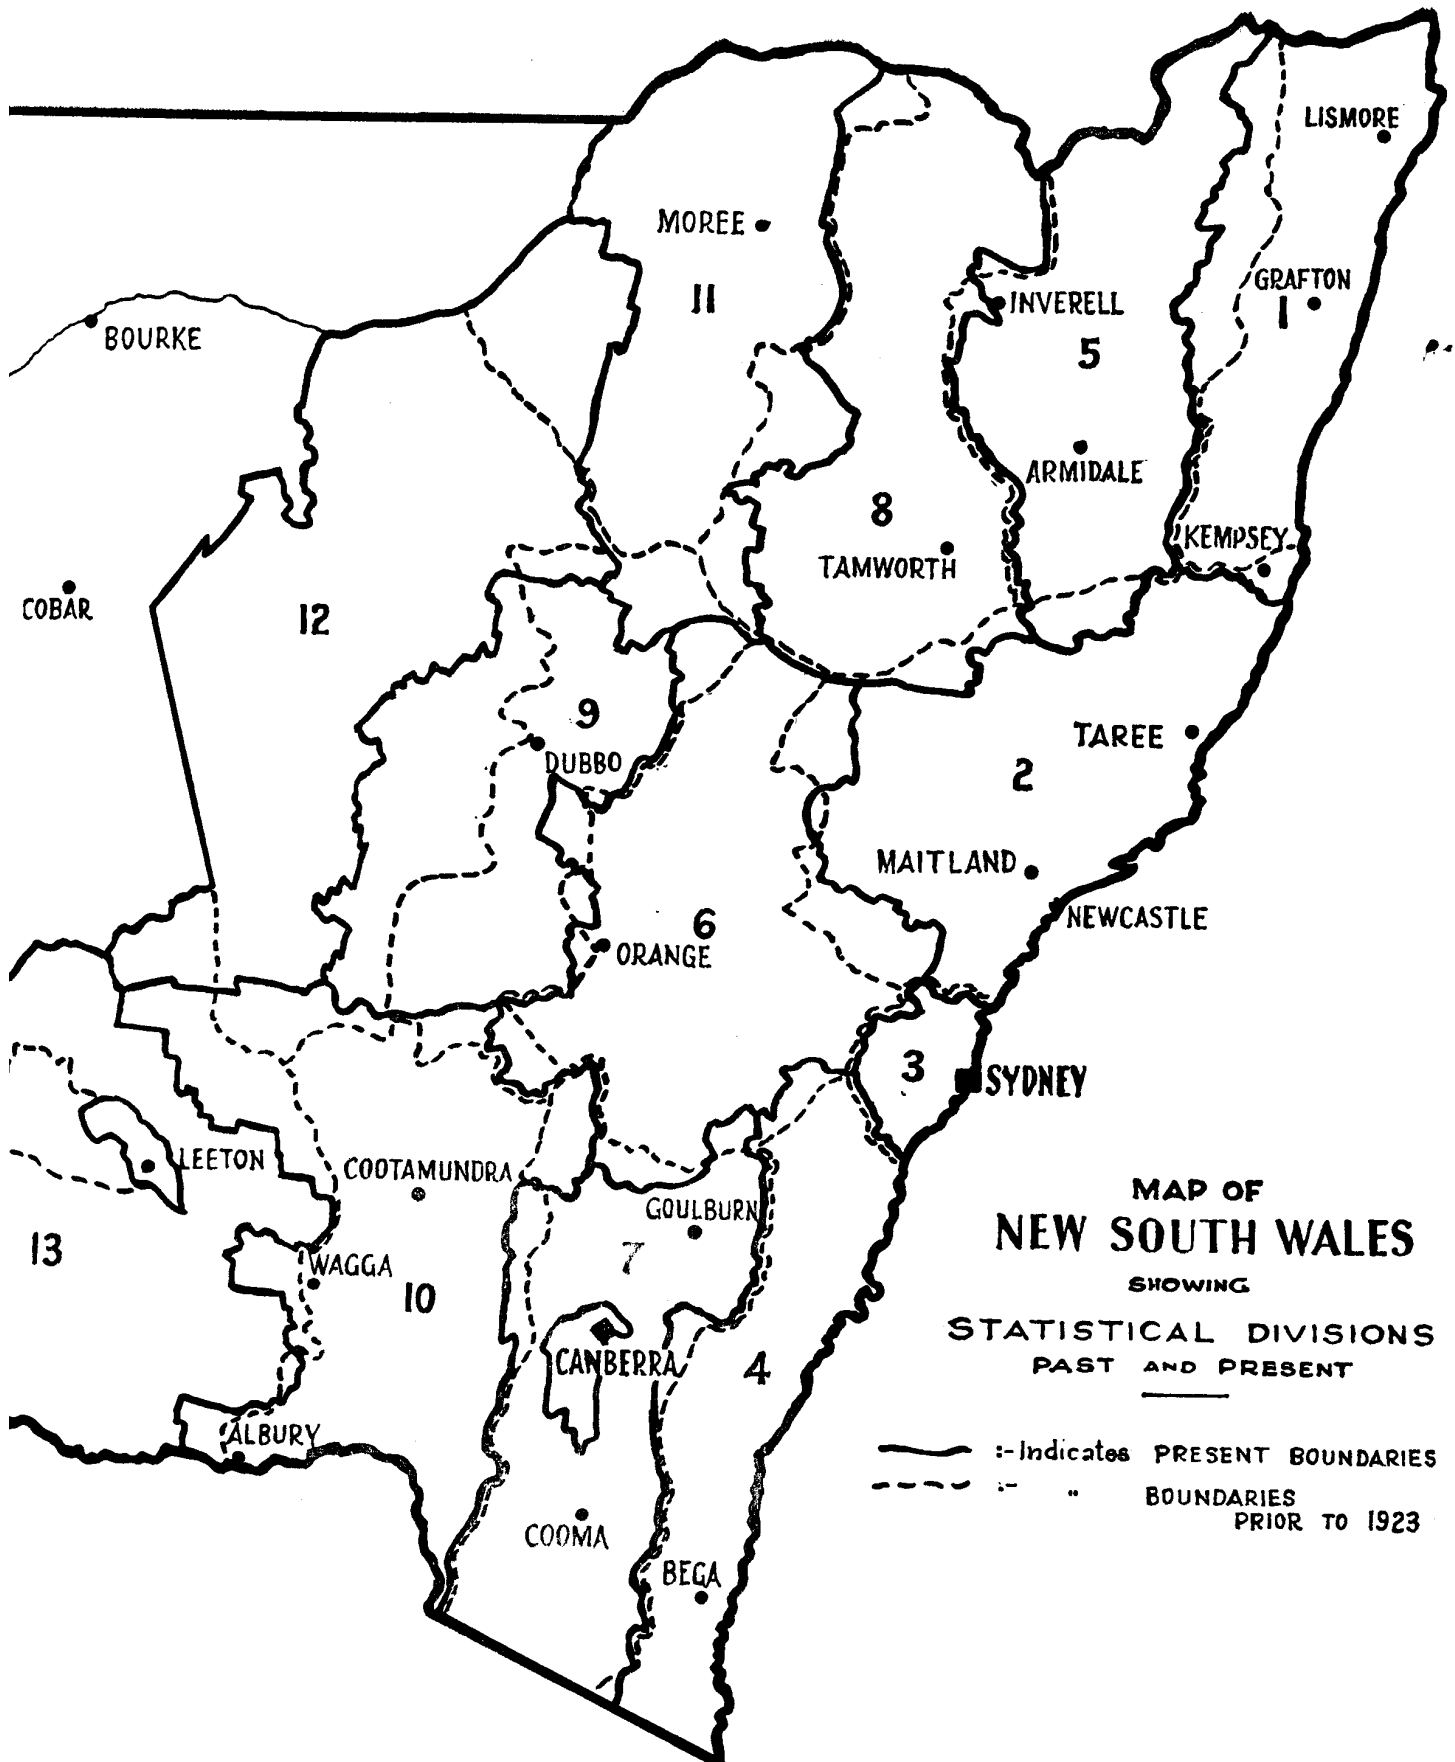 LISMORE
MOREE
GRAFTON
11
INVERELL
1
BOURKE
5
ARMIDALE
8
KEMPSEY
TAMWORTH
COBAR
12
9
TAREE
DUBBO
2
MAITLAND
NEWCASTLE
6
ORANGE
3
SYDNEY
LEETON
COOTAMUNDRA
GOULBURN
13
7
WAGGA
10
CANBERRA
4
ALBURY
COOMA
BEGA
MAP OF
NEW SOUTH WALES
SHOWING
STATISTICAL DIVISIONS
PAST AND PRESENT
:- Indicates PRESENT BOUNDARIES
:- " BOUNDARIES
PRIOR TO 1923